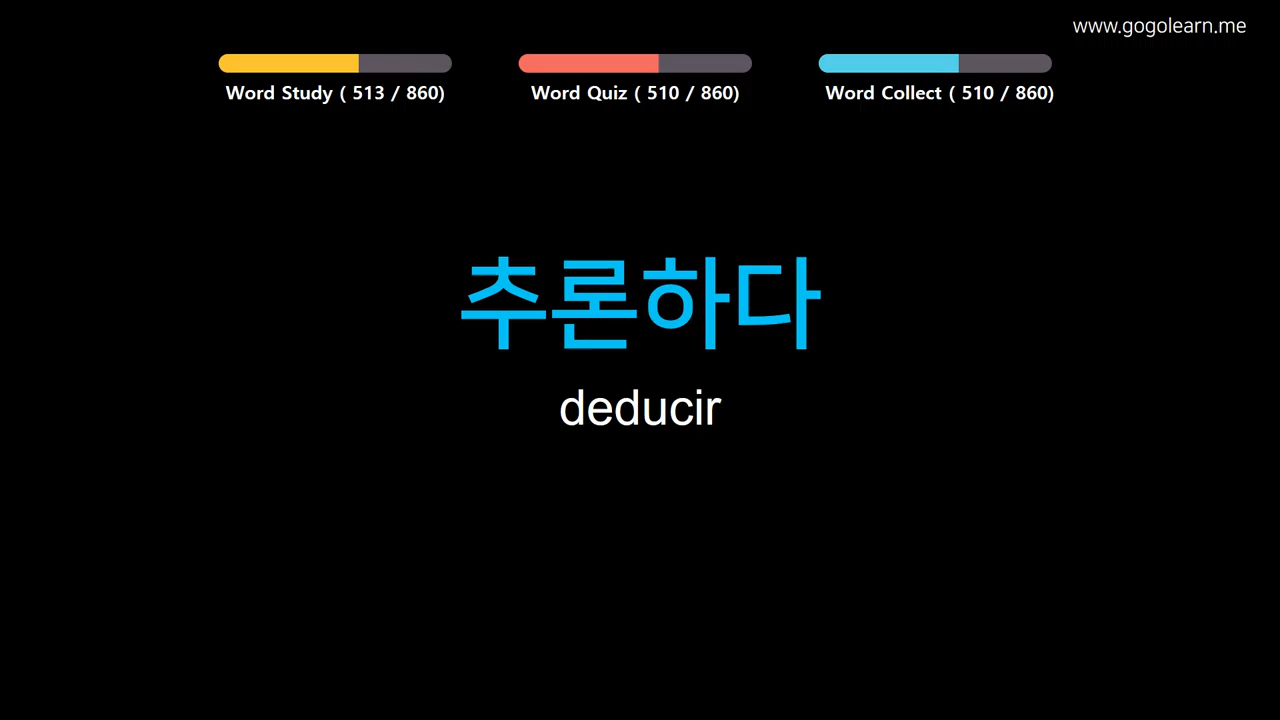 www.gogolearn.me
Word Study ( 513 / 860)
Word Quiz ( 510 / 860)
Word Collect ( 510 / 860)
추론하다
deducir